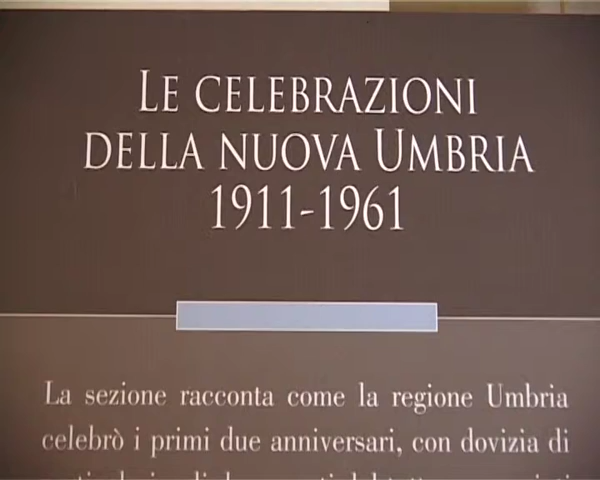 LE CELEBRAZIONI
DELLA NUOVA UMBRIA
1911-1961
La sezione racconta come la regione Umbria
celebrò i primi due anniversari, con dovizia di